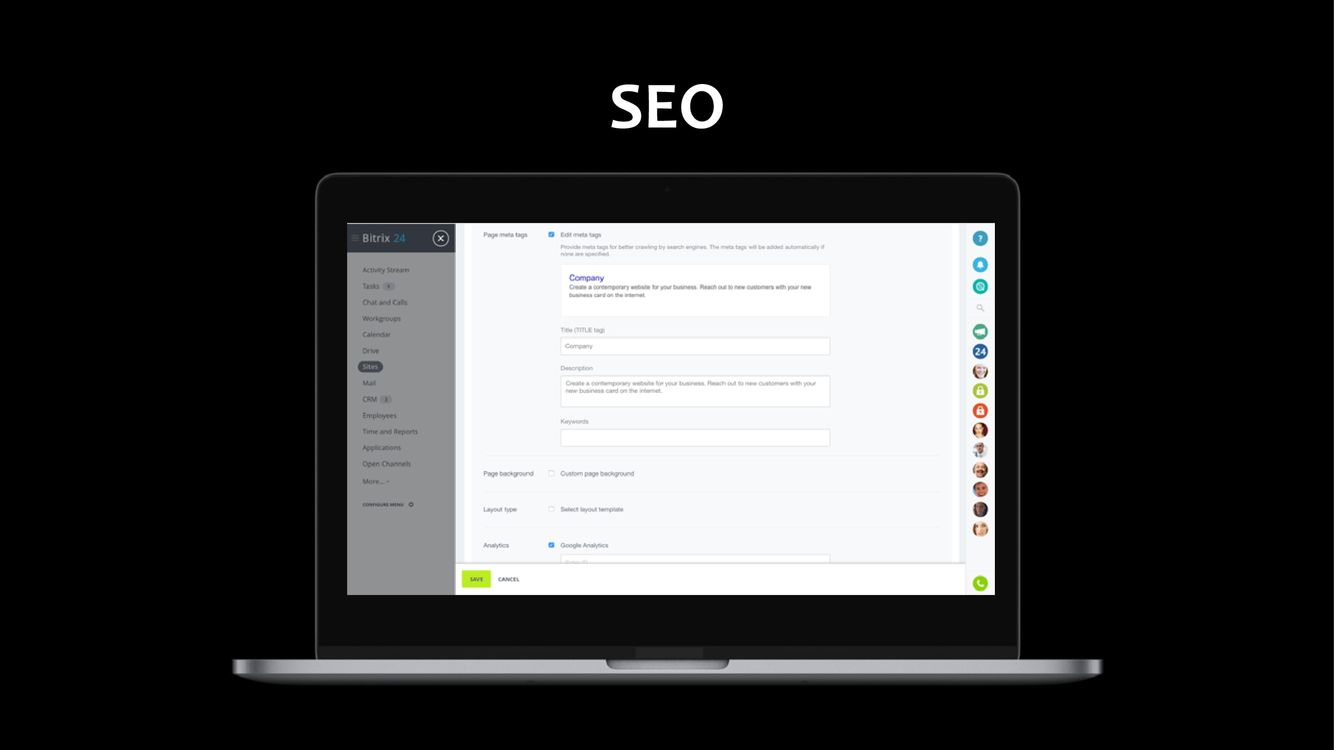 SEO
Bitrix 24
Activity Stream
Tasks 1
Chat and Calls
Workgroups
Calendar
Drive
Sites
Mail
CRM
Employees
Time and Reports
Applications
Open Channels
More...
CONFIGURE MENU
Page meta tags
Edit meta tags
Provide meta tags for better crawling by search engines. The meta tags will be added automatically if
none are specified.
Company
Create a contemporary website for your business. Reach out to new customers with your new
business card on the internet.
Title (TITLE tag)
Company
Description
Create a contemporary website for your business. Reach out to new customers with your
new business card on the internet.
Keywords
Page background
Custom page background
Layout type
Select layout template
Analytics
Google Analytics
SAVE
CANCEL
?
24